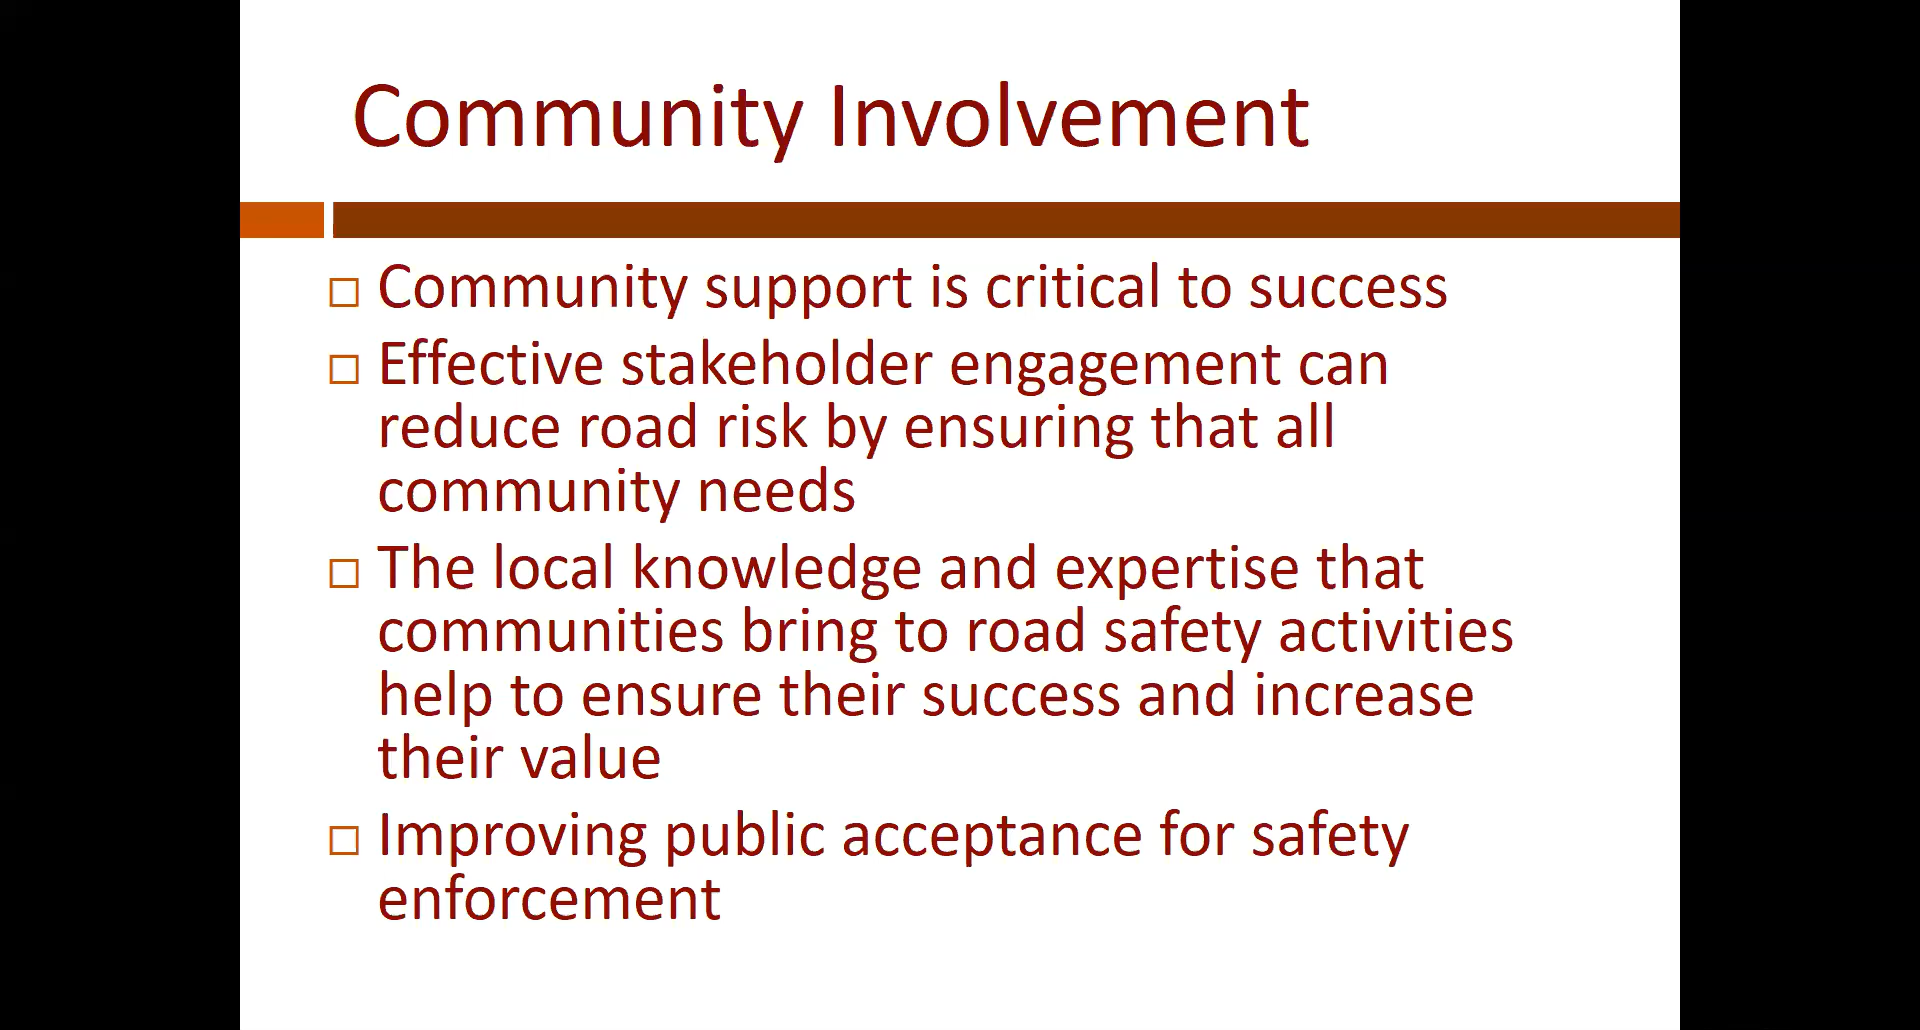 Community Involvement
Community support is critical to success
Effective stakeholder engagement can
reduce road risk by ensuring that all
community needs
The local knowledge and expertise that
communities bring to road safety activities
help to ensure their success and increase
their value
Improving public acceptance for safety
enforcement